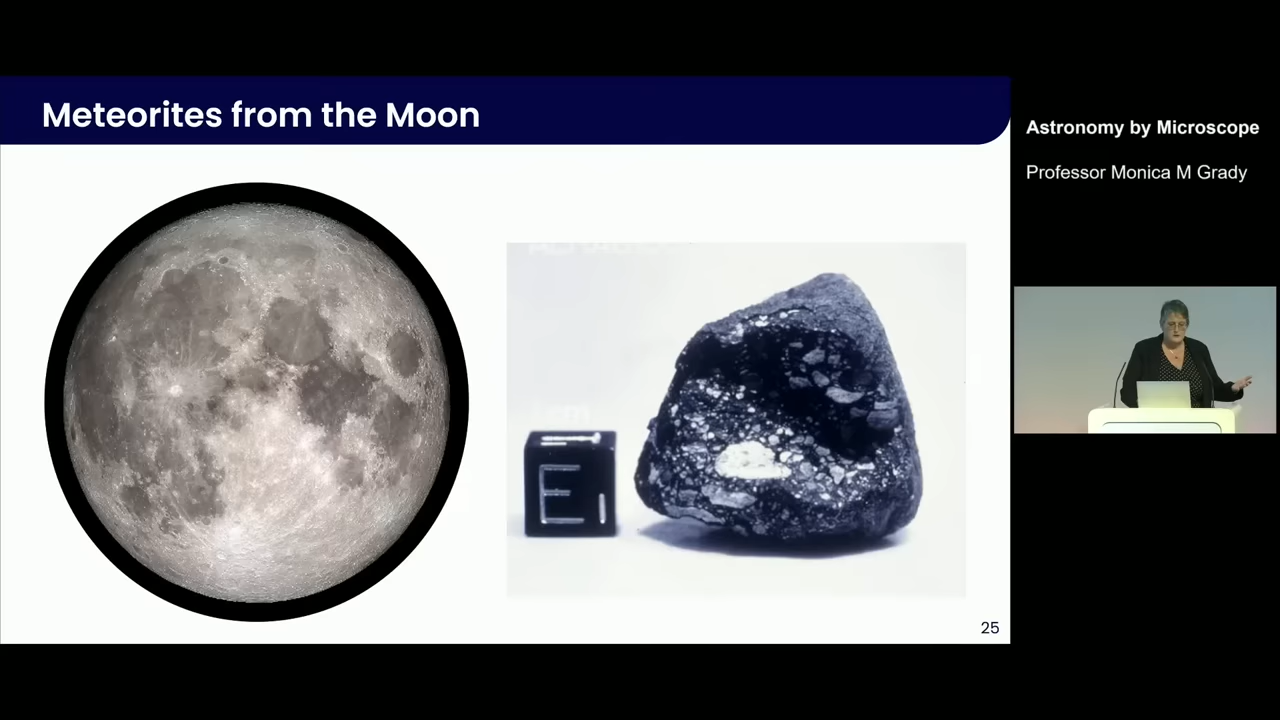 Meteorites from the Moon
Astronomy by Microscope
Professor Monica M Grady
E
25